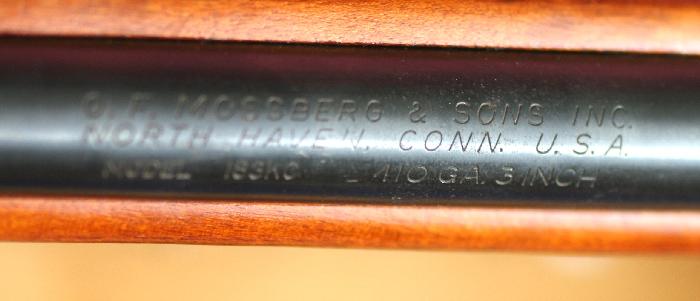 O. F. MOSSBERG & SONS INC.
NORTH HAVEN, CONN. U.S.A.
MODEL 183KC .410 GA. 3 INCH